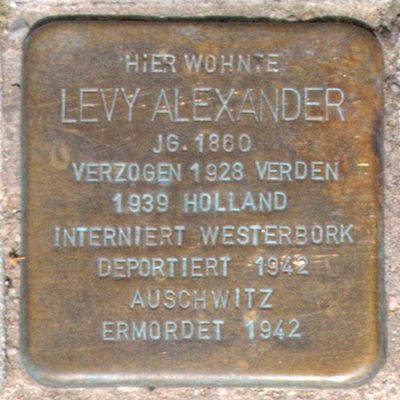 HIER WOHNTE
LEVY ALEXANDER
JG. 1860
VERZOGEN 1928 VERDEN
1939 HOLLAND
INTERNIERT WESTERBORK
DEPORTIERT 1942
AUSCHWITZ
ERMORDET 1942